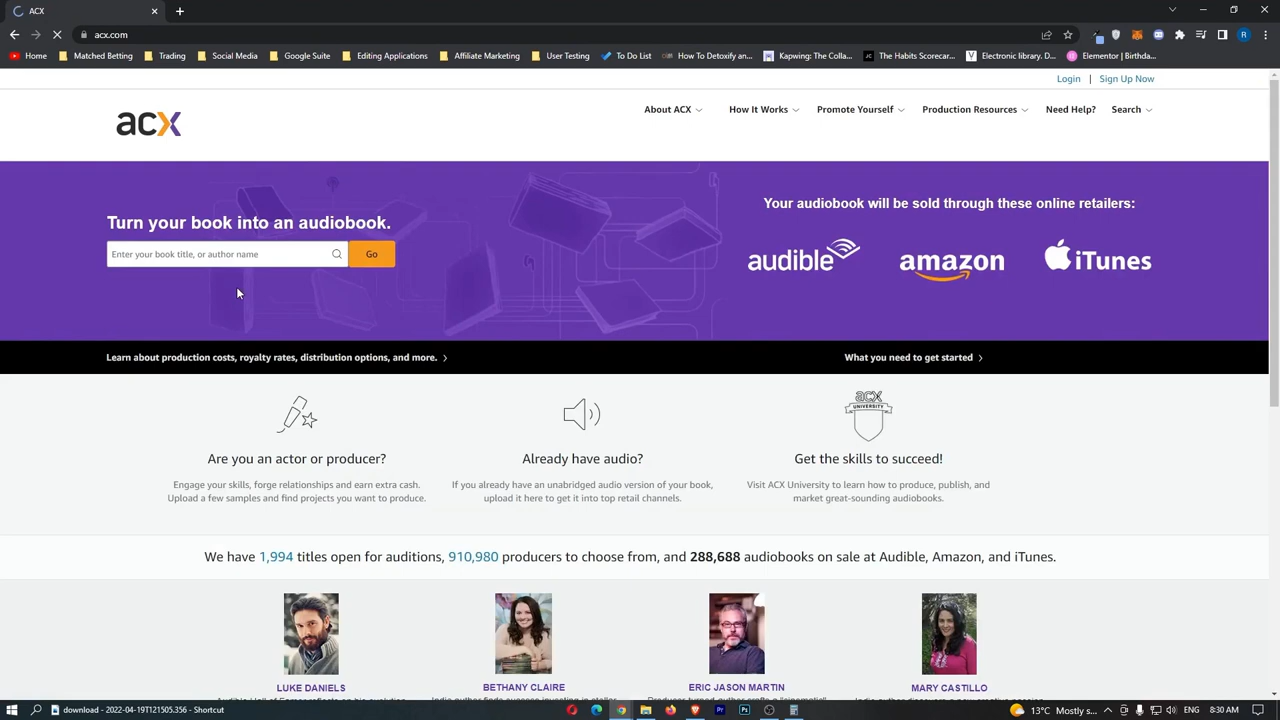 ACX
acx.com
Home Matched Betting Trading Social Media Google Suite Editing Applications Affiliate Marketing User Testing To Do List How To Detoxify an... Kapwing: The Colla... The Habits Scorecar... Electronic library. D... Elementor | Birthda...
Login | Sign Up Now
acx
About ACX How It Works Promote Yourself Production Resources Need Help? Search
Turn your book into an audiobook.
Enter your book title, or author name
Go
Your audiobook will be sold through these online retailers:
audible amazon iTunes
Learn about production costs, royalty rates, distribution options, and more.
What you need to get started
acx
UNIVERSITY
Are you an actor or producer?
Engage your skills, forge relationships and earn extra cash.
Upload a few samples and find projects you want to produce.
Already have audio?
If you already have an unabridged audio version of your book,
upload it here to get it into top retail channels.
Get the skills to succeed!
Visit ACX University to learn how to produce, publish, and
market great-sounding audiobooks.
We have 1,994 titles open for auditions, 910,980 producers to choose from, and 288,688 audiobooks on sale at Audible, Amazon, and iTunes.
LUKE DANIELS
BETHANY CLAIRE
ERIC JASON MARTIN
MARY CASTILLO
download - 2022-04-19T121505.356 - Shortcut
13°C Mostly s...
8:30 AM